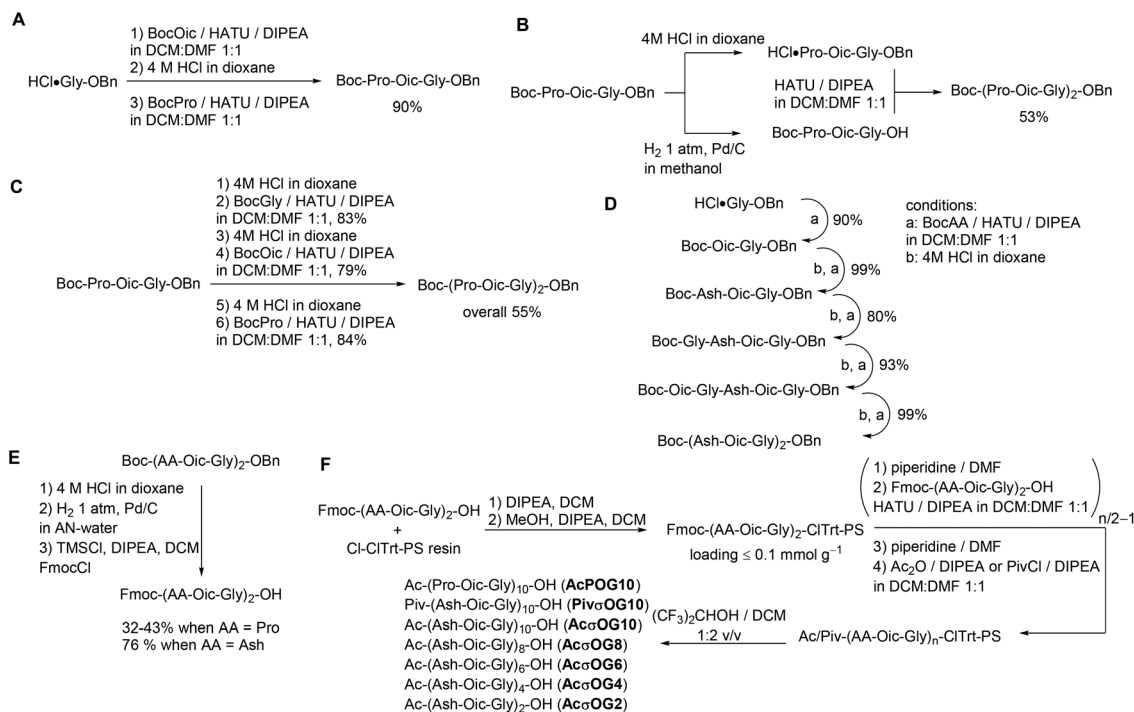 A
1) BocOic / HATU / DIPEA
in DCM:DMF 1:1
2) 4 M HCl in dioxane
HCl•Gly-OBn
Boc-Pro-Oic-Gly-OBn
90%
3) BocPro / HATU / DIPEA
in DCM:DMF 1:1
B
4M HCl in dioxane
HCl•Pro-Oic-Gly-OBn
Boc-Pro-Oic-Gly-OBn
HATU / DIPEA
in DCM:DMF 1:1
Boc-(Pro-Oic-Gly)2-OBn
53%
Boc-Pro-Oic-Gly-OH
H2 1 atm, Pd/C
in methanol
C
1) 4M HCl in dioxane
2) BocGly / HATU / DIPEA
in DCM:DMF 1:1, 83%
3) 4M HCl in dioxane
4) BocOic / HATU / DIPEA
in DCM:DMF 1:1, 79%
Boc-Pro-Oic-Gly-OBn
Boc-(Pro-Oic-Gly)2-OBn
overall 55%
5) 4 M HCl in dioxane
6) BocPro / HATU / DIPEA
in DCM:DMF 1:1, 84%
D
HCl•Gly-OBn
a 90%
Boc-Oic-Gly-OBn
b, a 99%
Boc-Ash-Oic-Gly-OBn
b, a 80%
Boc-Gly-Ash-Oic-Gly-OBn
b, a 93%
Boc-Oic-Gly-Ash-Oic-Gly-OBn
b, a 99%
Boc-(Ash-Oic-Gly)2-OBn
conditions:
a: BocAA / HATU / DIPEA
in DCM:DMF 1:1
b: 4M HCl in dioxane
E
Boc-(AA-Oic-Gly)2-OBn
1) 4 M HCl in dioxane
2) H2 1 atm, Pd/C
in AN-water
3) TMSCl, DIPEA, DCM
FmocCl
Fmoc-(AA-Oic-Gly)2-OH
32-43% when AA = Pro
76 % when AA = Ash
F
Fmoc-(AA-Oic-Gly)2-OH
+
Cl-ClTrt-PS resin
1) DIPEA, DCM
2) MeOH, DIPEA, DCM
Fmoc-(AA-Oic-Gly)2-ClTrt-PS
loading ≤ 0.1 mmol g−1
1) piperidine / DMF
2) Fmoc-(AA-Oic-Gly)2-OH
HATU / DIPEA in DCM:DMF 1:1
n/2−1
3) piperidine / DMF
4) Ac2O / DIPEA or PivCl / DIPEA
in DCM:DMF 1:1
Ac/Piv-(AA-Oic-Gly)n-ClTrt-PS
(CF3)2CHOH / DCM
1:2 v/v
Ac-(Pro-Oic-Gly)10-OH (AcPOG10)
Piv-(Ash-Oic-Gly)10-OH (PivσOG10)
Ac-(Ash-Oic-Gly)10-OH (AcσOG10)
Ac-(Ash-Oic-Gly)8-OH (AcσOG8)
Ac-(Ash-Oic-Gly)6-OH (AcσOG6)
Ac-(Ash-Oic-Gly)4-OH (AcσOG4)
Ac-(Ash-Oic-Gly)2-OH (AcσOG2)